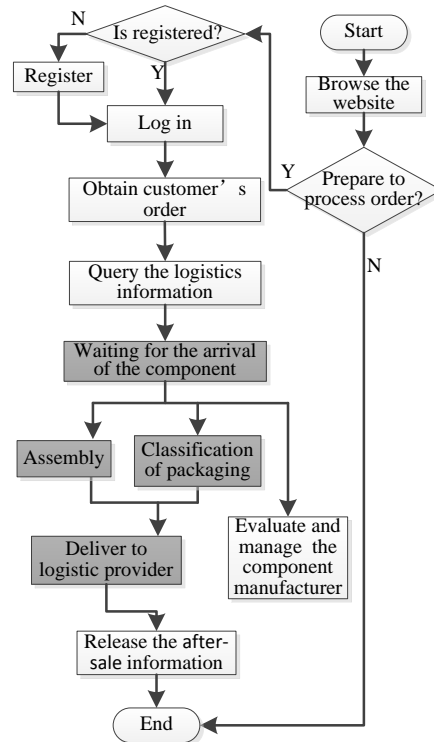 Start
Browse the
website
Prepare to
process order?
Y
N
Is registered?
N
Y
Register
Log in
Obtain customer's
order
Query the logistics
information
Waiting for the arrival
of the component
Assembly
Classification
of packaging
Evaluate and
manage the
component
manufacturer
Deliver to
logistic provider
Release the after-
sale information
End